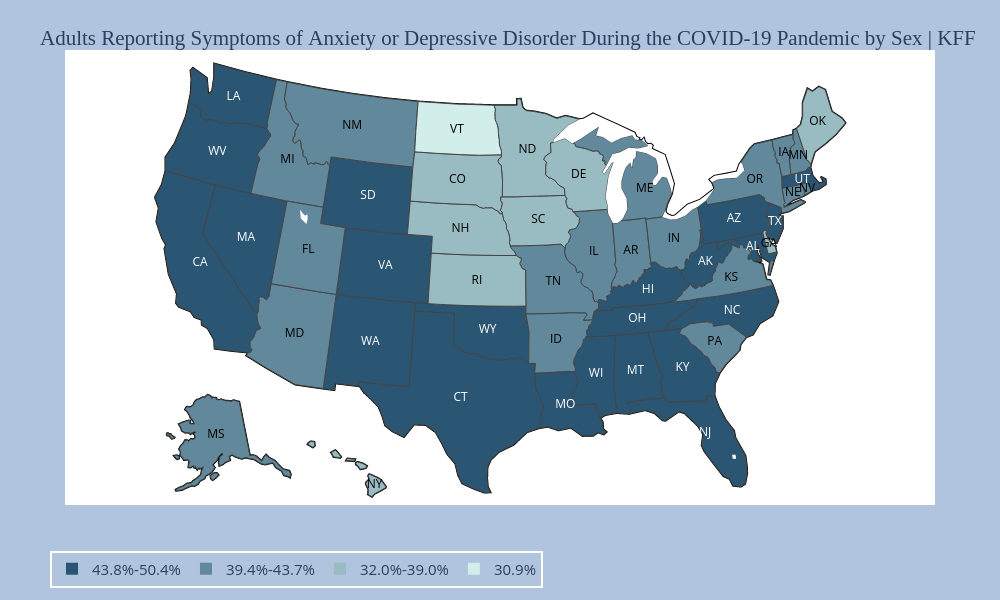 Adults Reporting Symptoms of Anxiety or Depressive Disorder During the COVID-19 Pandemic by Sex | KFF
LA
OK
NM
VT
ND
WV
MI
IA
MN
DE
CO
OR
UT
ME
NE
NV
SD
SC
AZ
TX
NH
MA
IN
GA
FL
IL
AR
AL
CA
VA
AK
RI
TN
KS
HI
NC
OH
WY
MD
ID
WA
PA
KY
MT
WI
CT
MO
NJ
MS
NY
43.8%-50.4% 39.4%-43.7% 32.0%-39.0% 30.9%